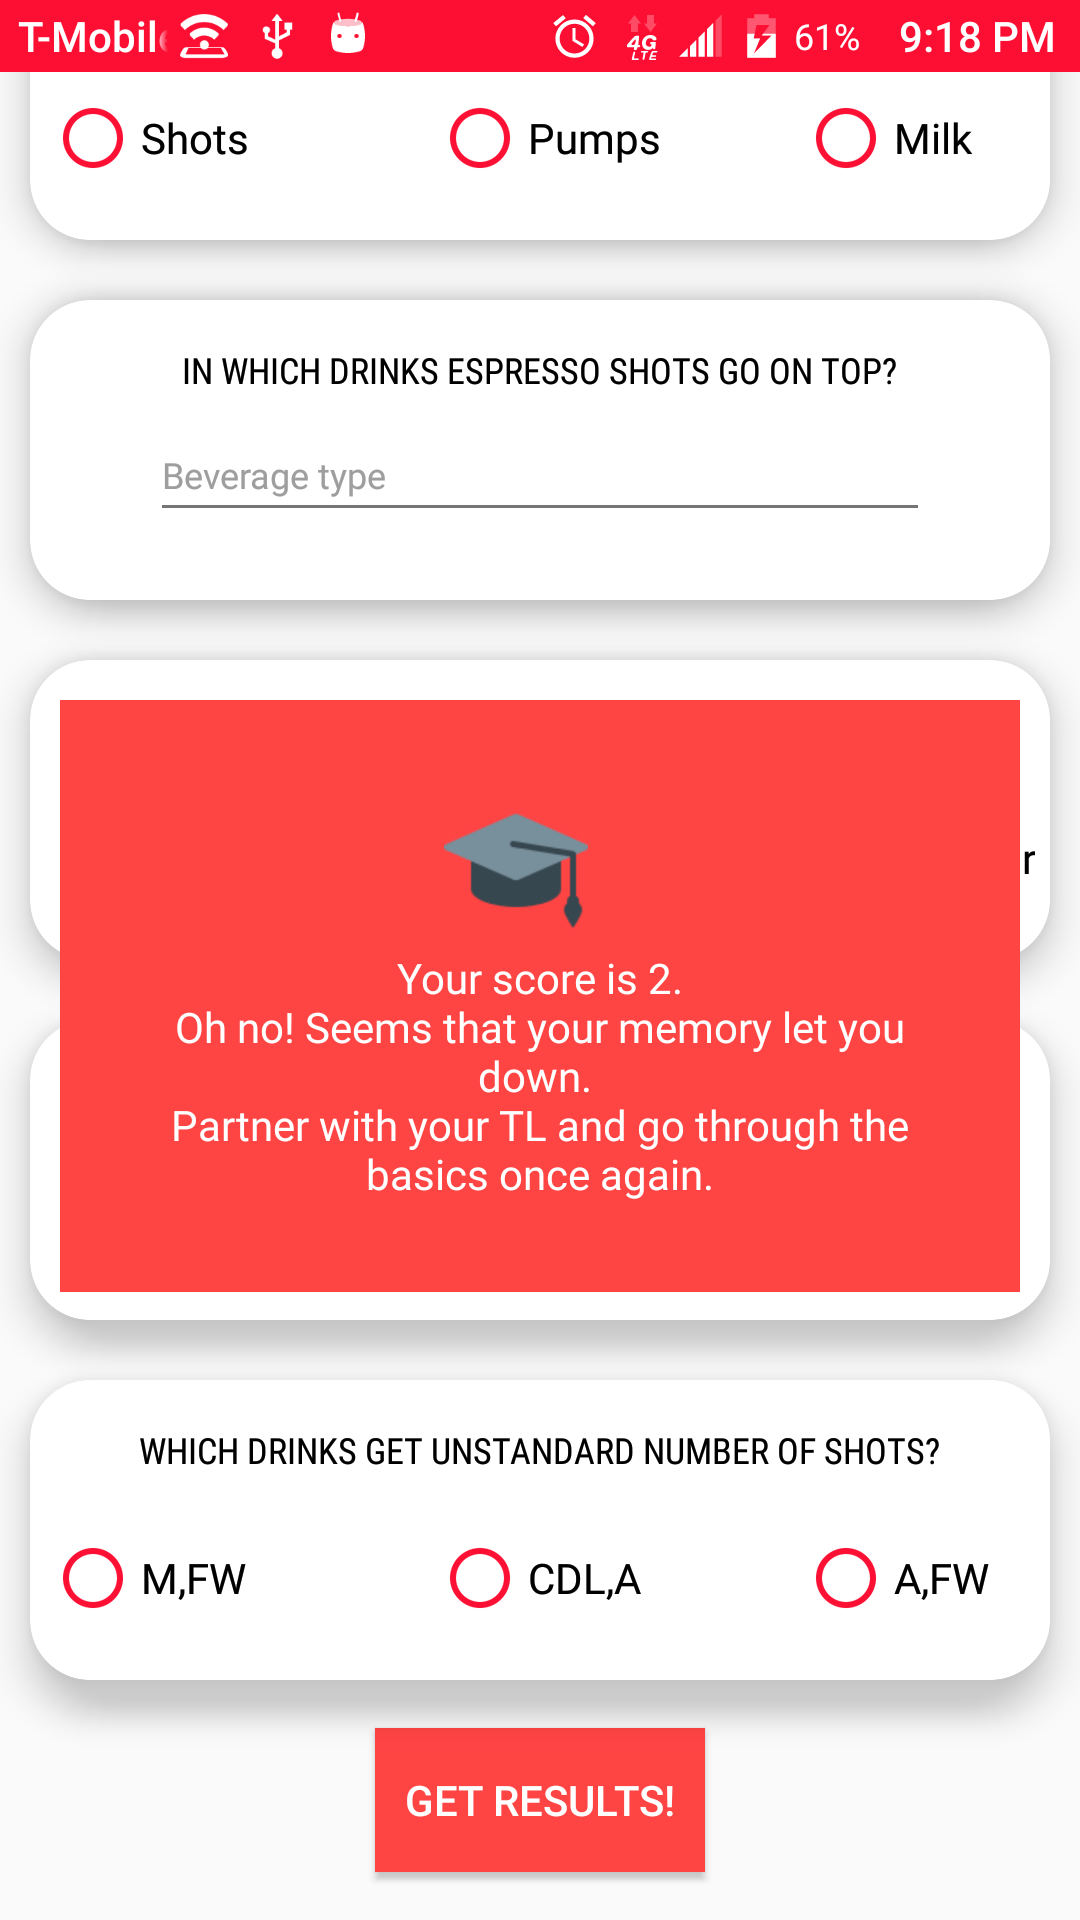 T-Mobile 4G LTE 61% 9:18 PM
Shots Pumps Milk
IN WHICH DRINKS ESPRESSO SHOTS GO ON TOP?
Beverage type
r
Your score is 2.
Oh no! Seems that your memory let you
down.
Partner with your TL and go through the
basics once again.
WHICH DRINKS GET UNSTANDARD NUMBER OF SHOTS?
M,FW CDL,A A,FW
GET RESULTS!